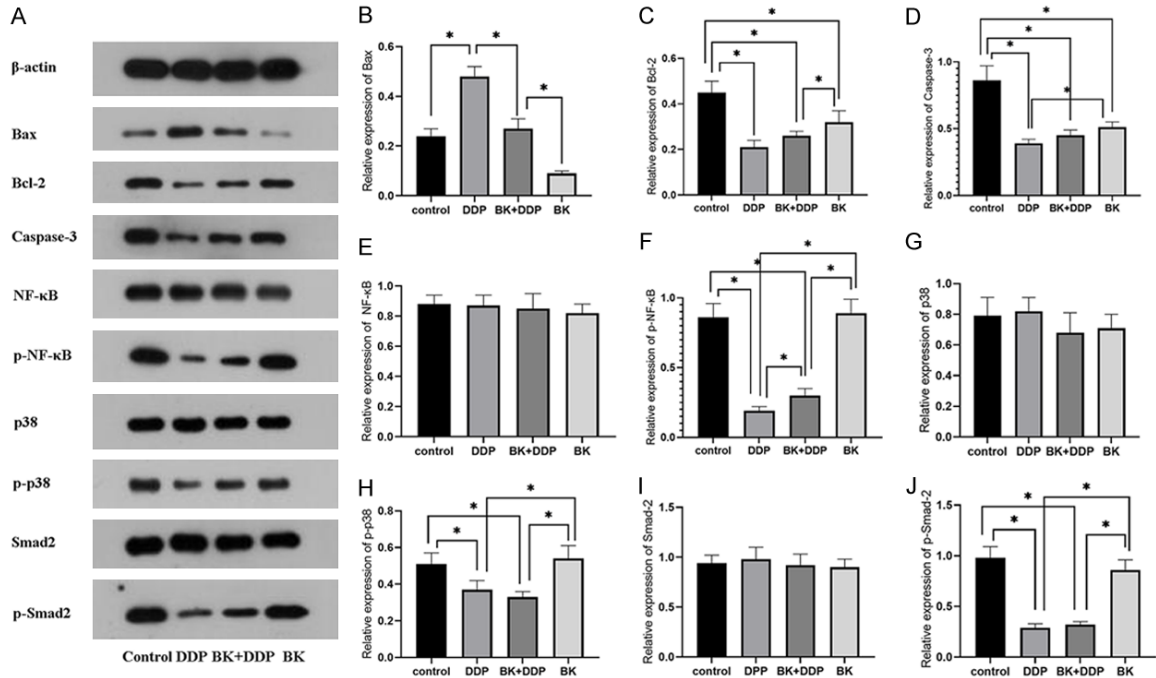 A
β-actin
Bax
Bcl-2
Caspase-3
NF-κB
p-NF-κB
p38
p-p38
Smad2
p-Smad2
Control DDP BK+DDP BK
B
Relative expression of Bax
0.6
0.4
0.2
0.0
* * *
control DDP BK+DDP BK
C
Relative expression of Bcl-2
0.6
0.4
0.2
0.0
*
*
* *
control DDP BK+DDP BK
D
Relative expression of Caspase-3
1.0
0.5
0.0
*
*
*
*
control DDP BK+DDP BK
E
Relative expression of NF-κB
1.0
0.8
0.6
0.4
0.2
0.0
control DDP BK+DDP BK
F
Relative expression of p-NF-κB
1.0
0.5
0.0
*
*
* *
*
control DDP BK+DDP BK
G
Relative expression of p38
1.0
0.8
0.6
0.4
0.2
0.0
control DDP BK+DDP BK
H
Relative expression of p-p38
0.8
0.6
0.4
0.2
0.0
*
*
* *
control DDP BK+DDP BK
I
Relative expression of Smad-2
1.5
1.0
0.5
0.0
control DPP BK+DDP BK
J
Relative expression of p-Smad-2
1.5
1.0
0.5
0.0
* *
* *
control DDP BK+DDP BK